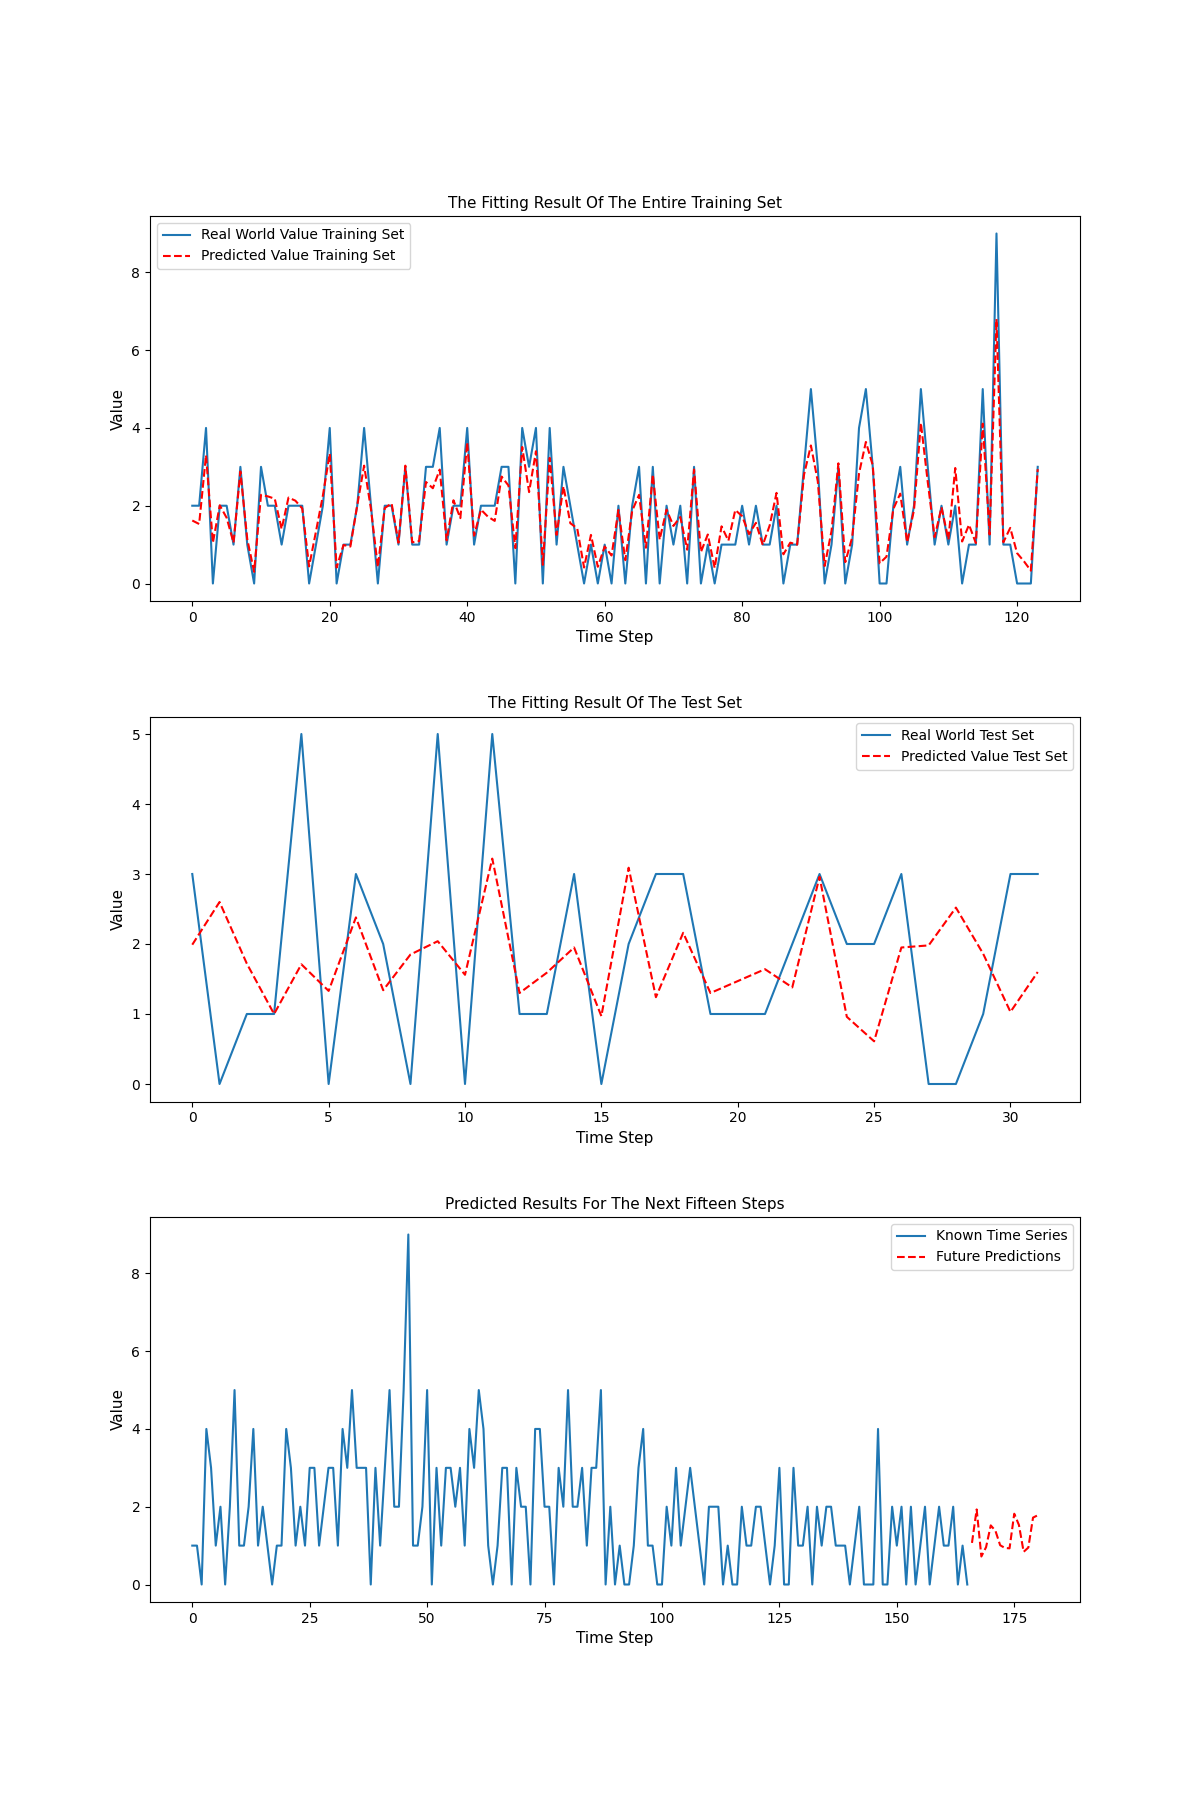 The Fitting Result Of The Entire Training Set
Real World Value Training Set
Predicted Value Training Set
Value
8
6
4
2
0
0 20 40 60 80 100 120
Time Step
The Fitting Result Of The Test Set
Real World Test Set
Predicted Value Test Set
Value
5
4
3
2
1
0
0 5 10 15 20 25 30
Time Step
Predicted Results For The Next Fifteen Steps
Known Time Series
Future Predictions
Value
8
6
4
2
0
0 25 50 75 100 125 150 175
Time Step